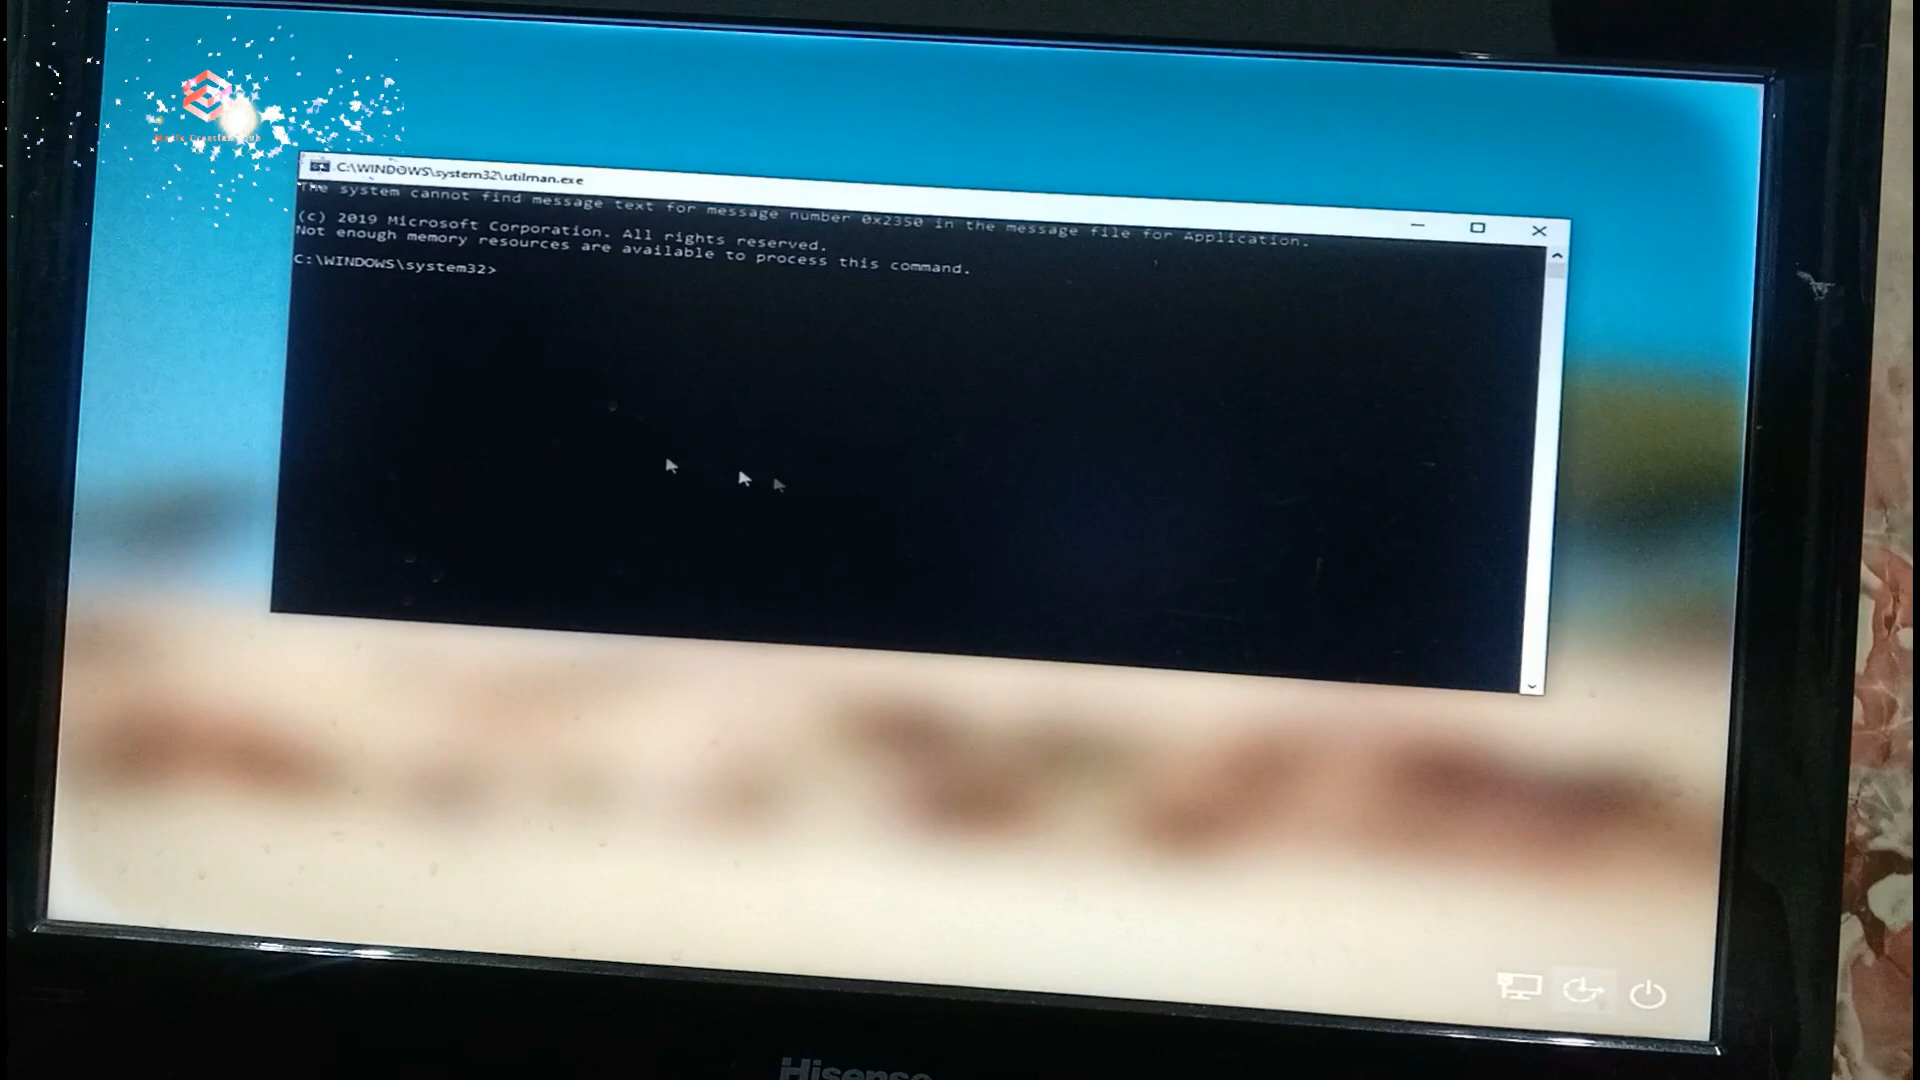 C:\WINDOWS\system32\utilman.exe
The system cannot find message text for message number 0x2350 in the message file for Application.
(c) 2019 Microsoft Corporation. All rights reserved.
Not enough memory resources are available to process this command.
C:\WINDOWS\system32>
Hisense